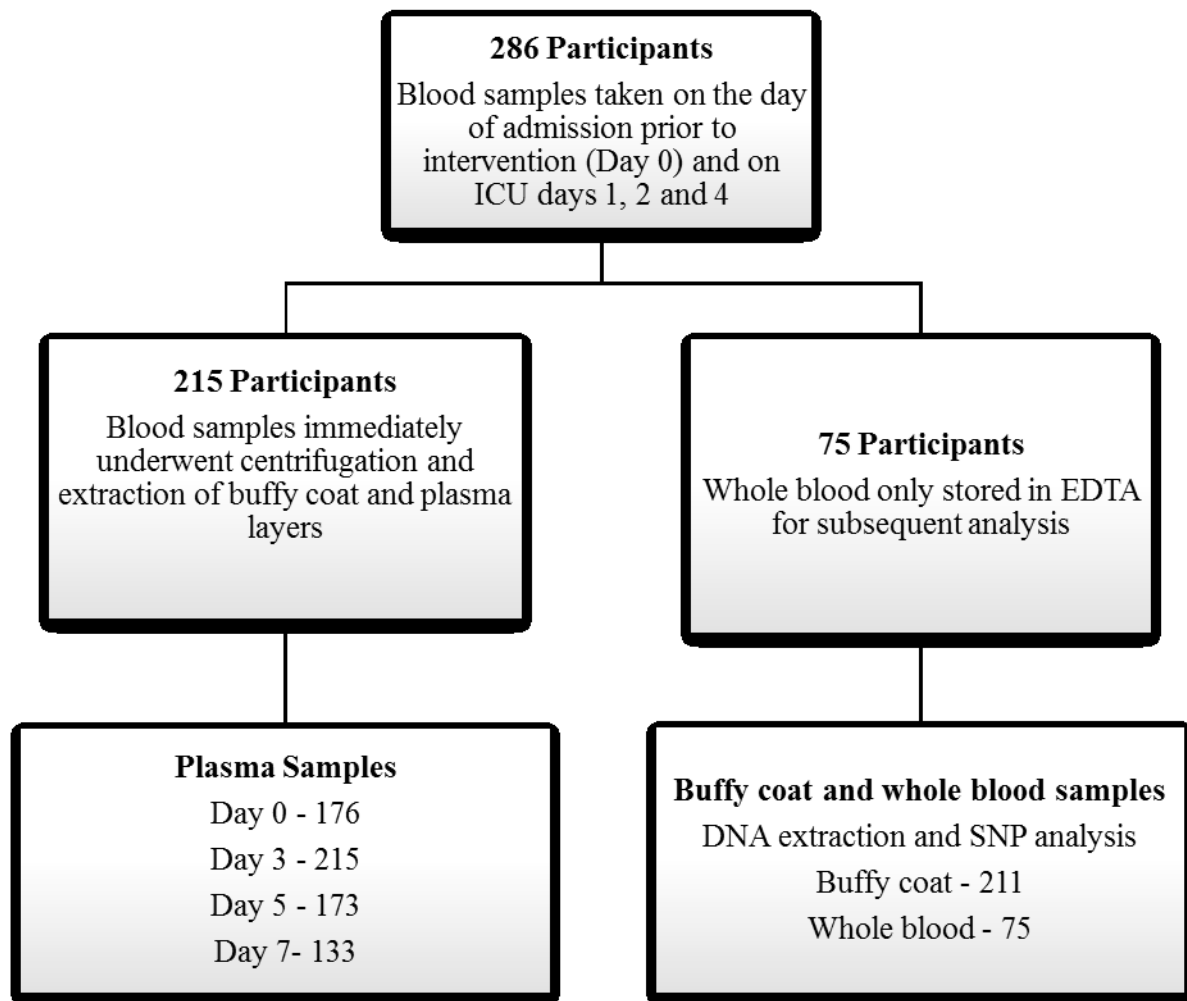 286 Participants
Blood samples taken on the day
of admission prior to
intervention (Day 0) and on
ICU days 1, 2 and 4
215 Participants
Blood samples immediately
underwent centrifugation and
extraction of buffy coat and plasma
layers
75 Participants
Whole blood only stored in EDTA
for subsequent analysis
Plasma Samples
Day 0 - 176
Day 3 - 215
Day 5 - 173
Day 7- 133
Buffy coat and whole blood samples
DNA extraction and SNP analysis
Buffy coat - 211
Whole blood - 75